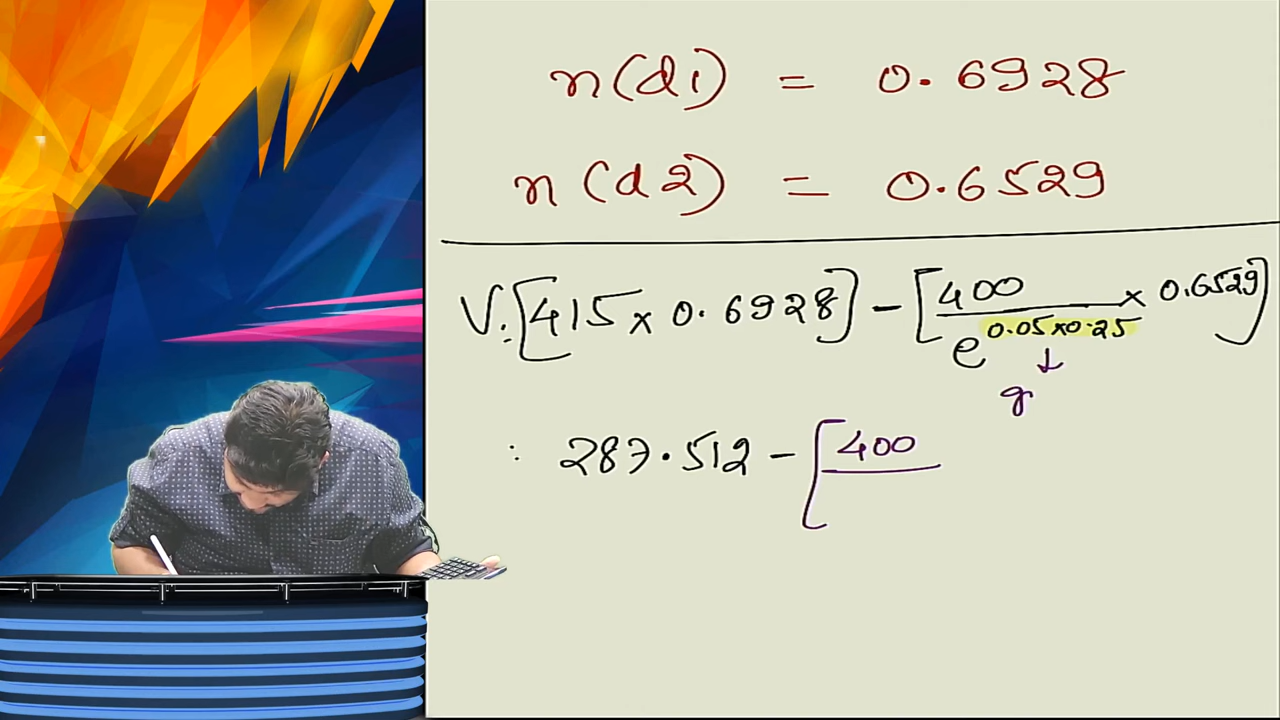 n(d1) = 0.6928
n(d2) = 0.6529
V: [415 x 0.6928] - [400 / e^0.05x0.25 x 0.6529]
↓
r
: 287.512 - [400